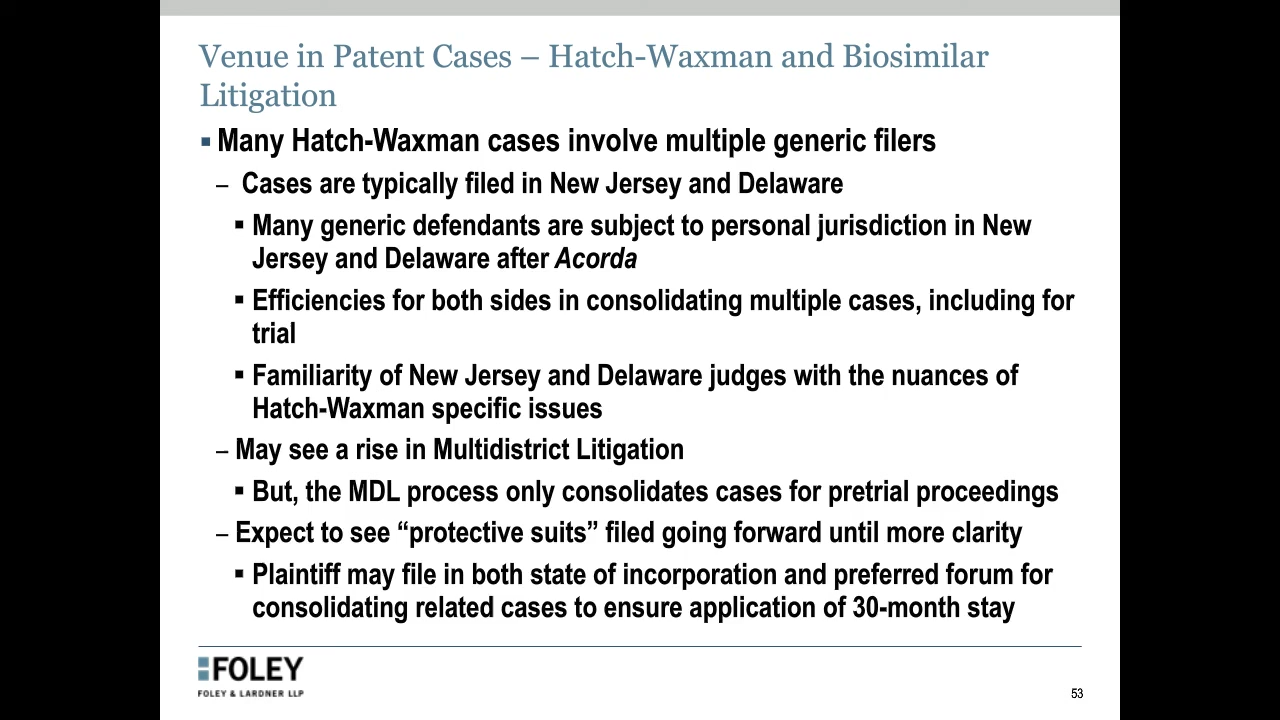 Venue in Patent Cases – Hatch-Waxman and Biosimilar
Litigation
▪ Many Hatch-Waxman cases involve multiple generic filers
– Cases are typically filed in New Jersey and Delaware
▪ Many generic defendants are subject to personal jurisdiction in New
Jersey and Delaware after Acorda
▪ Efficiencies for both sides in consolidating multiple cases, including for
trial
▪ Familiarity of New Jersey and Delaware judges with the nuances of
Hatch-Waxman specific issues
– May see a rise in Multidistrict Litigation
▪ But, the MDL process only consolidates cases for pretrial proceedings
– Expect to see “protective suits” filed going forward until more clarity
▪ Plaintiff may file in both state of incorporation and preferred forum for
consolidating related cases to ensure application of 30-month stay
FOLEY
FOLEY & LARDNER LLP
53